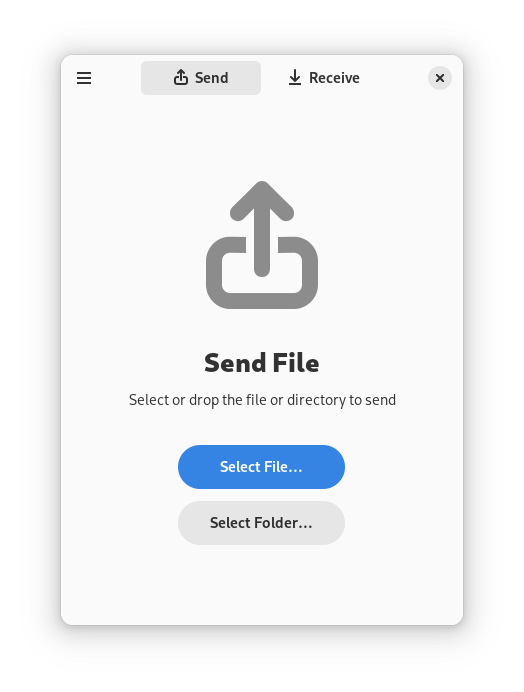 Send
Receive
Send File
Select or drop the file or directory to send
Select File...
Select Folder...